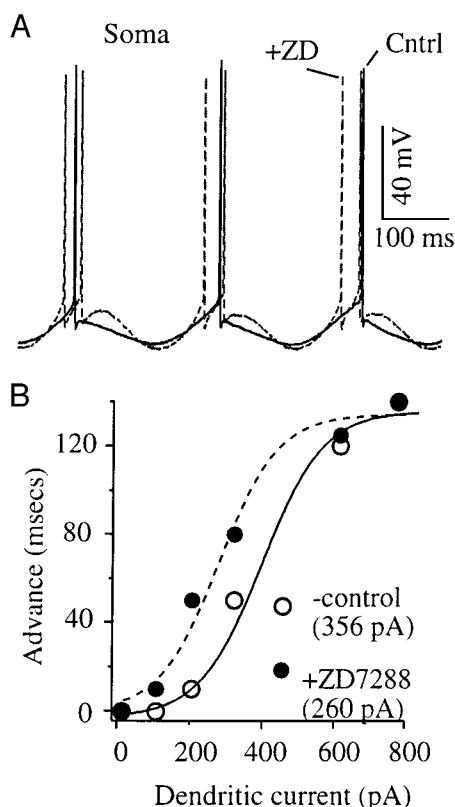 A
Soma
+ZD
Cntrl
40 mV
100 ms
B
Advance (msecs)
120
80
40
0
-control
(356 pA)
+ZD7288
(260 pA)
0
200
400
600
800
Dendritic current (pA)